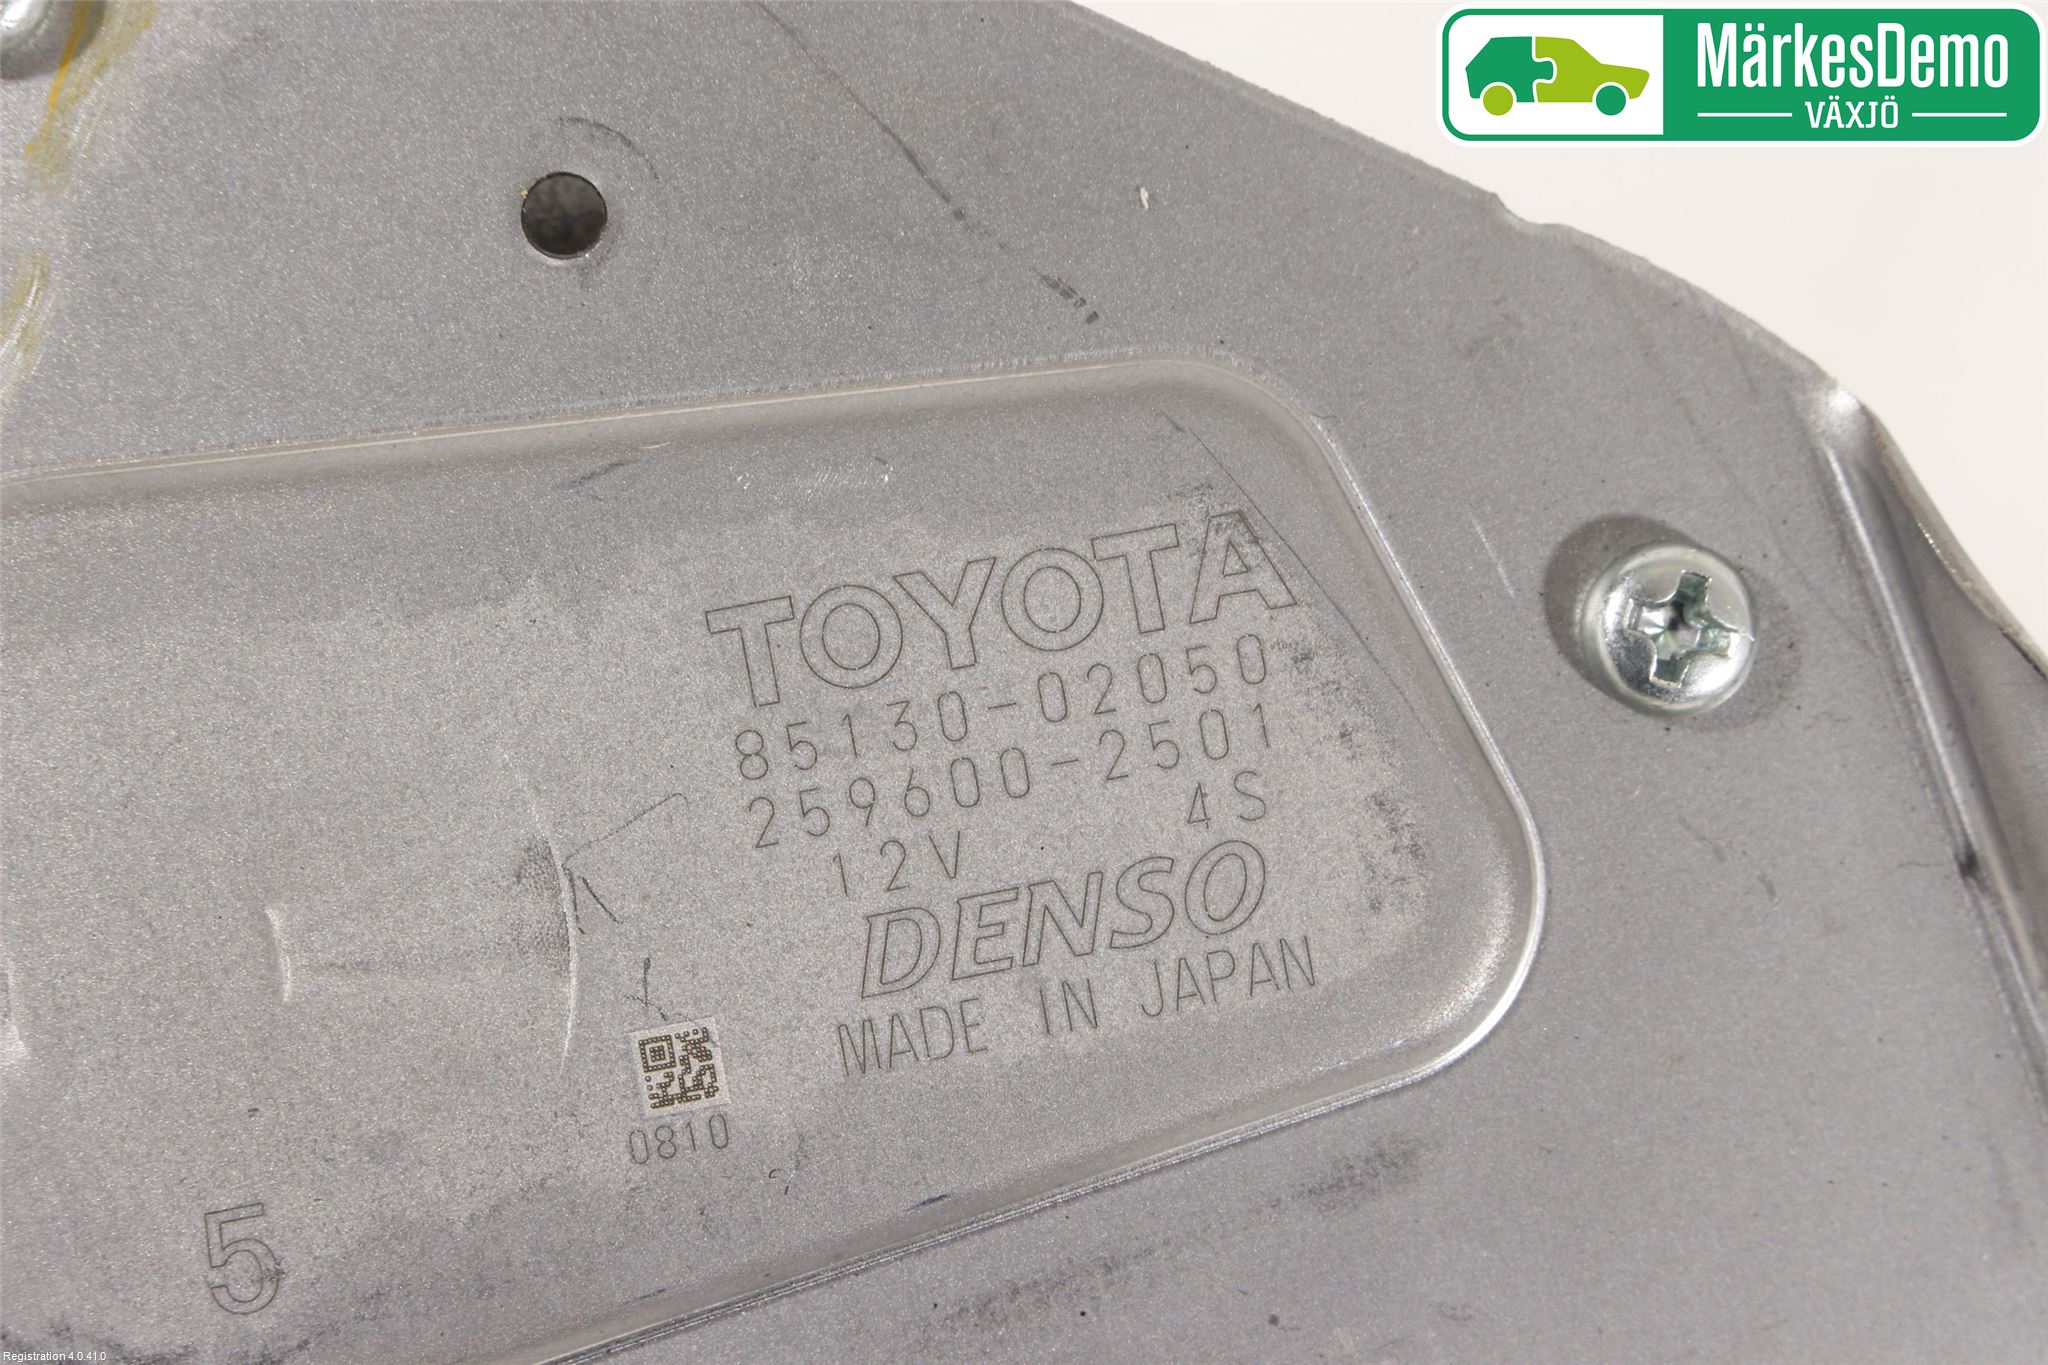 MärkesDemo
VÄXJÖ
TOYOTA
85130-02050
259600-2501
12V 4S
DENSO
MADE IN JAPAN
0810
5
Registration 4.0.41.0